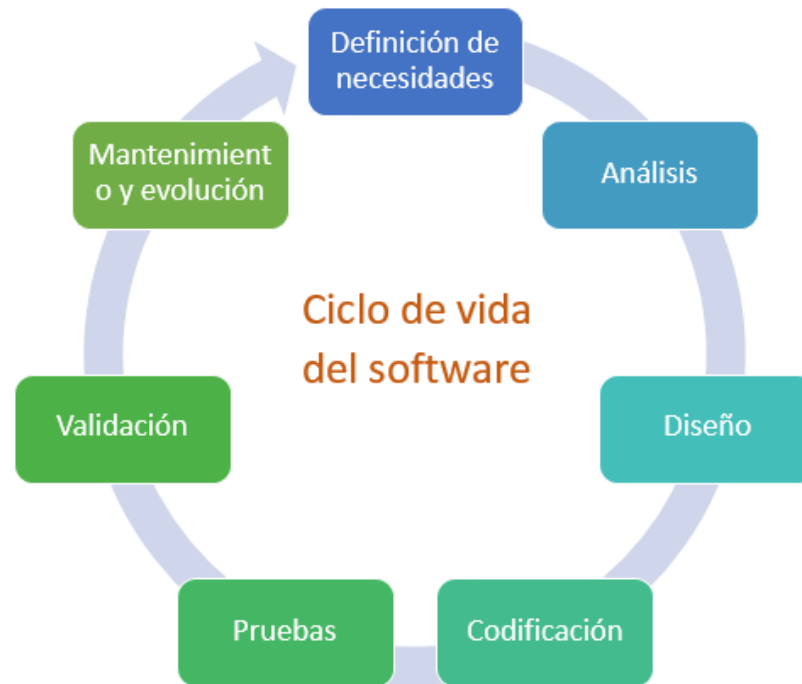 Definición de
necesidades
Análisis
Diseño
Codificación
Pruebas
Validación
Mantenimient
o y evolución
Ciclo de vida
del software